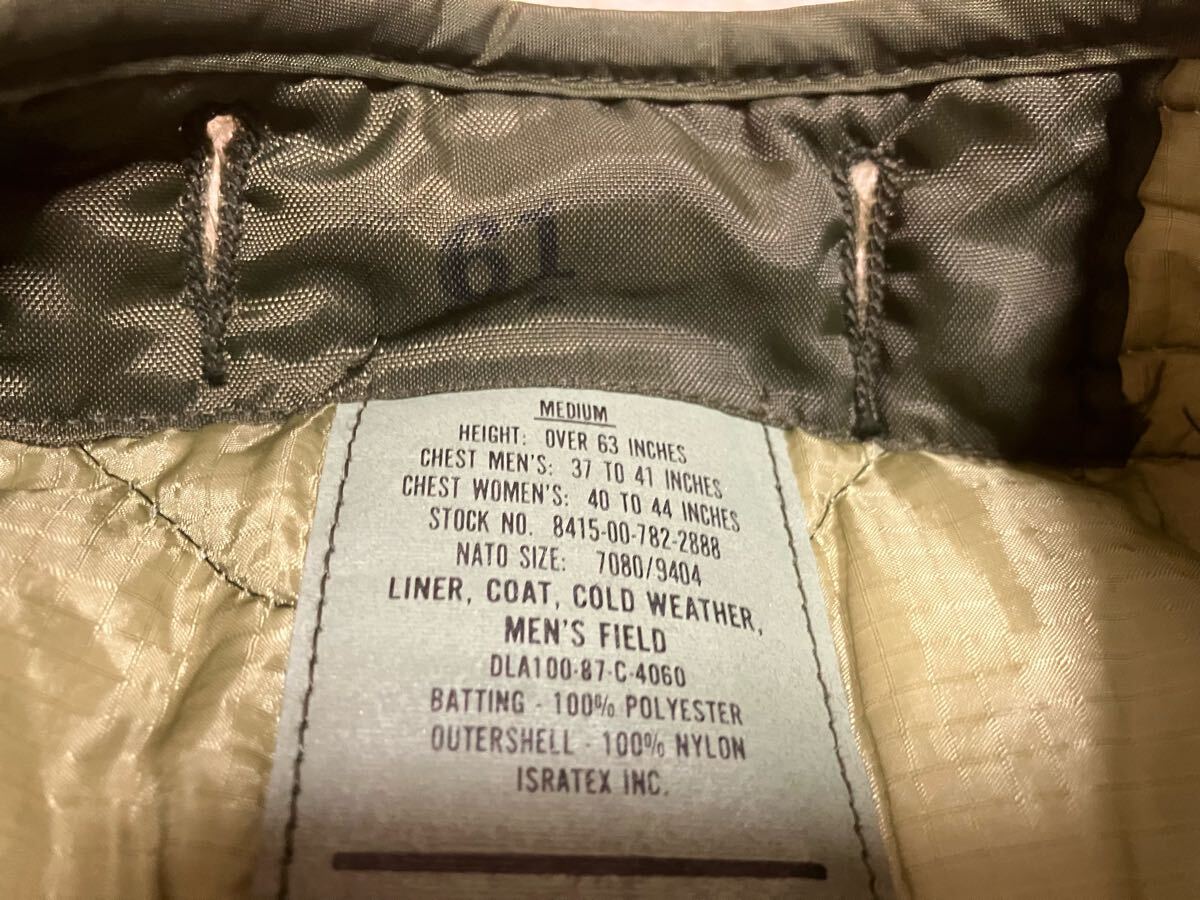 61
MEDIUM
HEIGHT: OVER 63 INCHES
CHEST MEN'S: 37 TO 41 INCHES
CHEST WOMEN'S: 40 TO 44 INCHES
STOCK NO. 8415-00-782-2888
NATO SIZE: 7080/9404
LINER, COAT, COLD WEATHER,
MEN'S FIELD
DLA100-87-C-4060
BATTING - 100% POLYESTER
OUTERSHELL - 100% NYLON
ISRATEX INC.